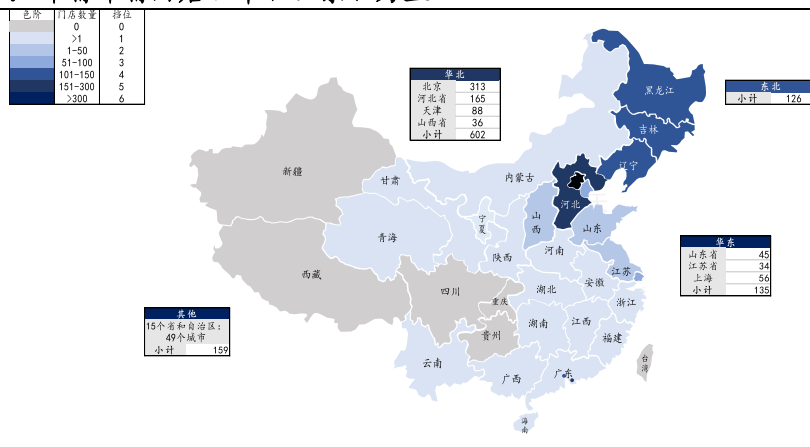 色阶 门店数量 挡位
0 0
>1 1
1-50 2
51-100 3
101-150 4
151-300 5
>300 6
华北
北京 313
河北省 165
天津 88
山西省 36
小计 602
东北
小计 126
黑龙江
吉林
辽宁
新疆
甘肃
内蒙古
河北
宁夏
山西
山东
青海
陕西
河南
华东
山东省 45
江苏省 34
上海 56
小计 135
西藏
四川
重庆
湖北
安徽
江苏
浙江
其他
15个省和自治区;
49个城市
小计 159
贵州
湖南
江西
福建
云南
广西
广东
台湾
海南